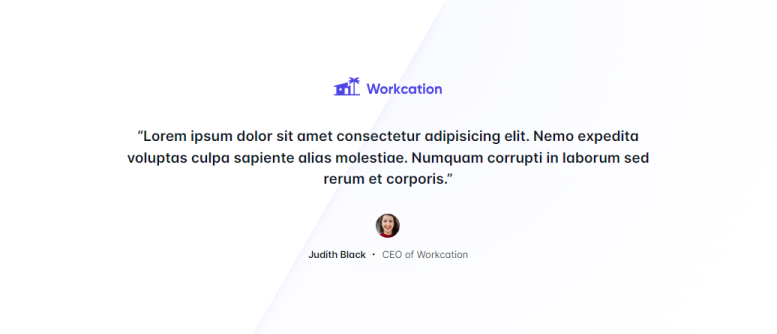 Workcation
“Lorem ipsum dolor sit amet consectetur adipisicing elit. Nemo expedita
voluptas culpa sapiente alias molestiae. Numquam corrupti in laborum sed
rerum et corporis.”
Judith Black · CEO of Workcation